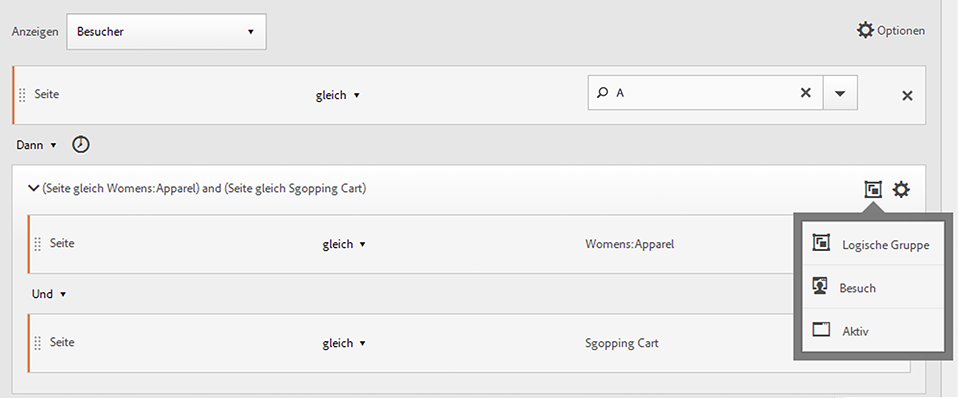 Anzeigen Besucher Optionen
Seite gleich A
Dann
(Seite gleich Womens:Apparel) and (Seite gleich Sgopping Cart)
Seite gleich Womens:Apparel
Logische Gruppe
Besuch
Und
Aktiv
Seite gleich Sgopping Cart